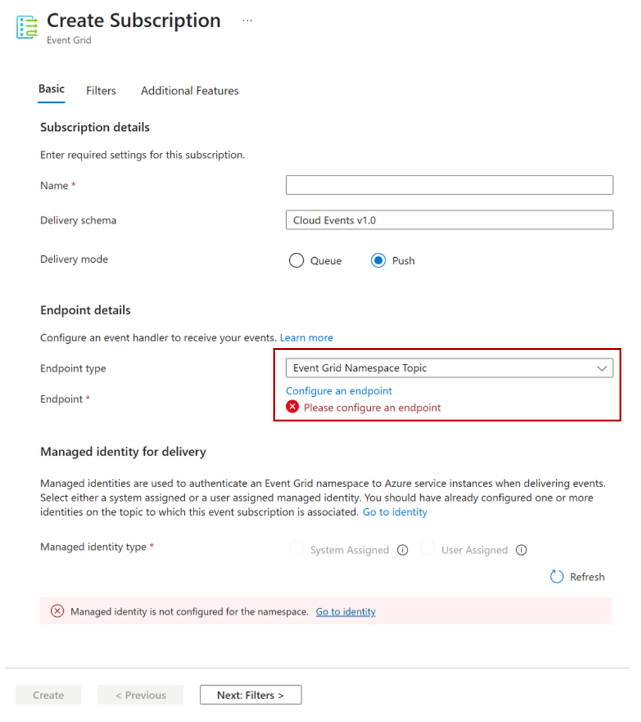 Create Subscription ...
Event Grid
Basic Filters Additional Features
Subscription details
Enter required settings for this subscription.
Name *
Delivery schema Cloud Events v1.0
Delivery mode Queue Push
Endpoint details
Configure an event handler to receive your events. Learn more
Endpoint type Event Grid Namespace Topic
Configure an endpoint
Endpoint *
Please configure an endpoint
Managed identity for delivery
Managed identities are used to authenticate an Event Grid namespace to Azure service instances when delivering events.
Select either a system assigned or a user assigned managed identity. You should have already configured one or more
identities on the topic to which this event subscription is associated. Go to identity
Managed identity type * System Assigned User Assigned
Refresh
Managed identity is not configured for the namespace. Go to identity
Create < Previous Next: Filters >